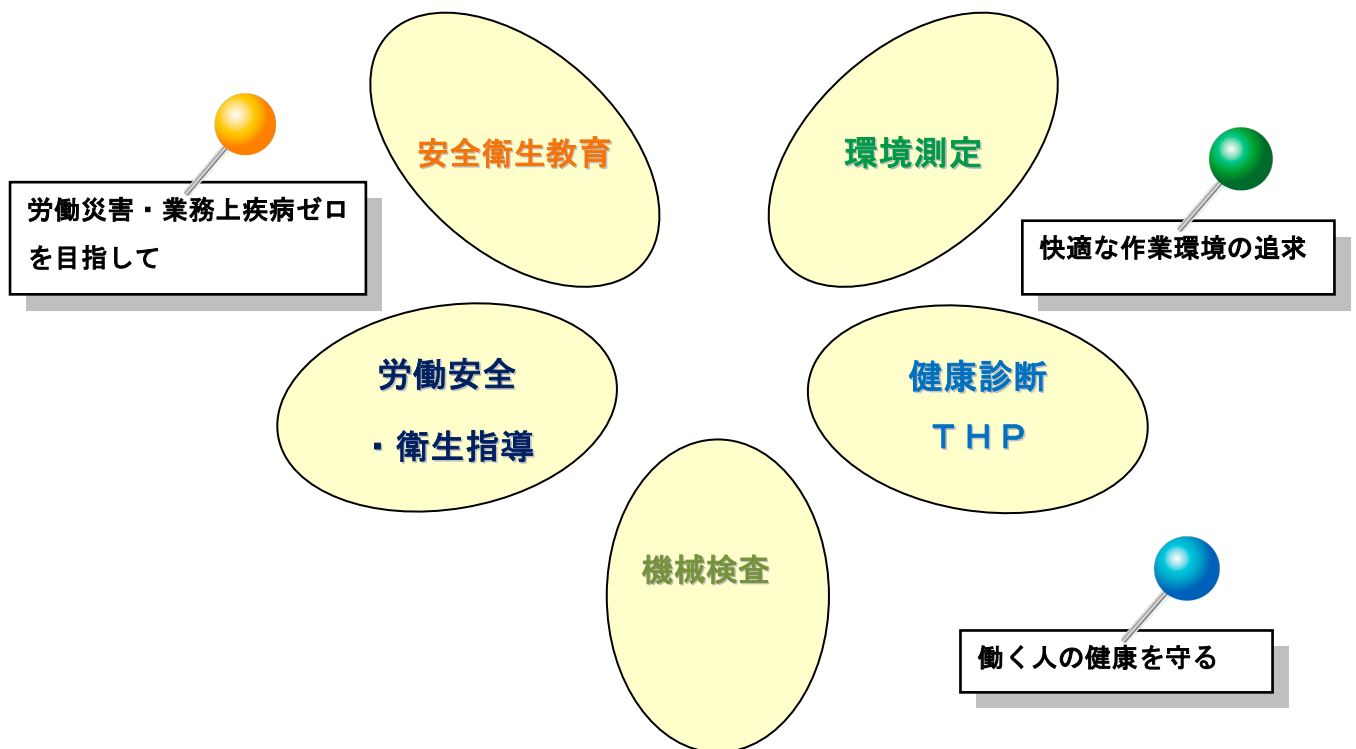 安全衛生教育
環境測定
労働災害・業務上疾病ゼロ
を目指して
快適な作業環境の追求
労働安全
・衛生指導
健康診断
ＴＨＰ
機械検査
働く人の健康を守る